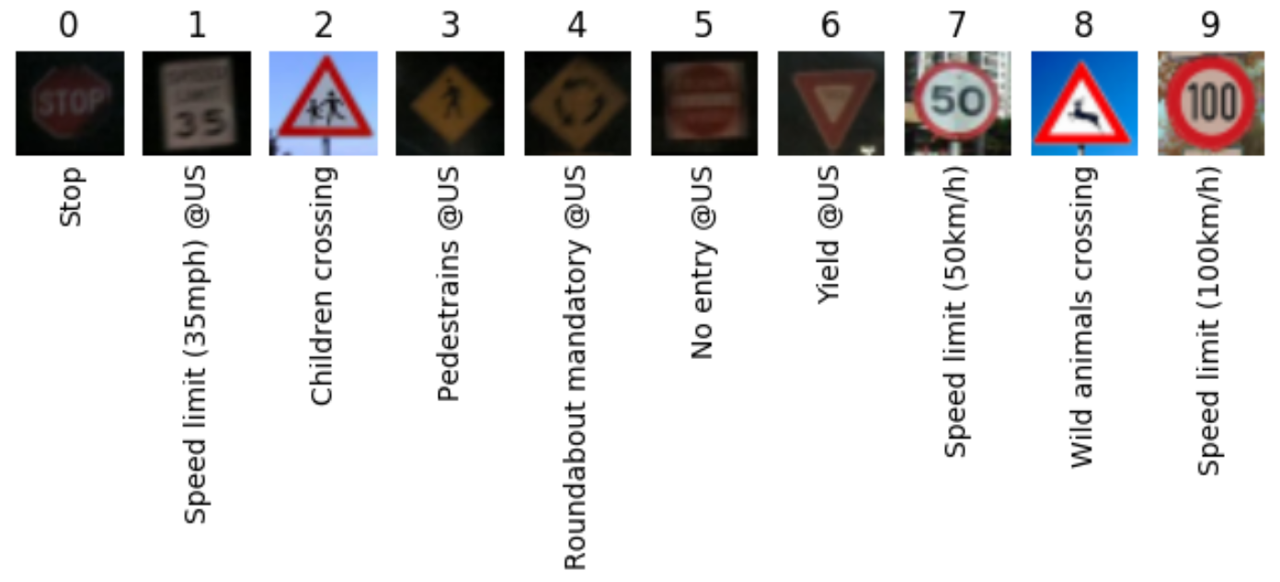 0 1 2 3 4 5 6 7 8 9
STOP
SPEED
LIMIT
35
50
100
Stop
Speed limit (35mph) @US
Children crossing
Pedestrains @US
Roundabout mandatory @US
No entry @US
Yield @US
Speed limit (50km/h)
Wild animals crossing
Speed limit (100km/h)